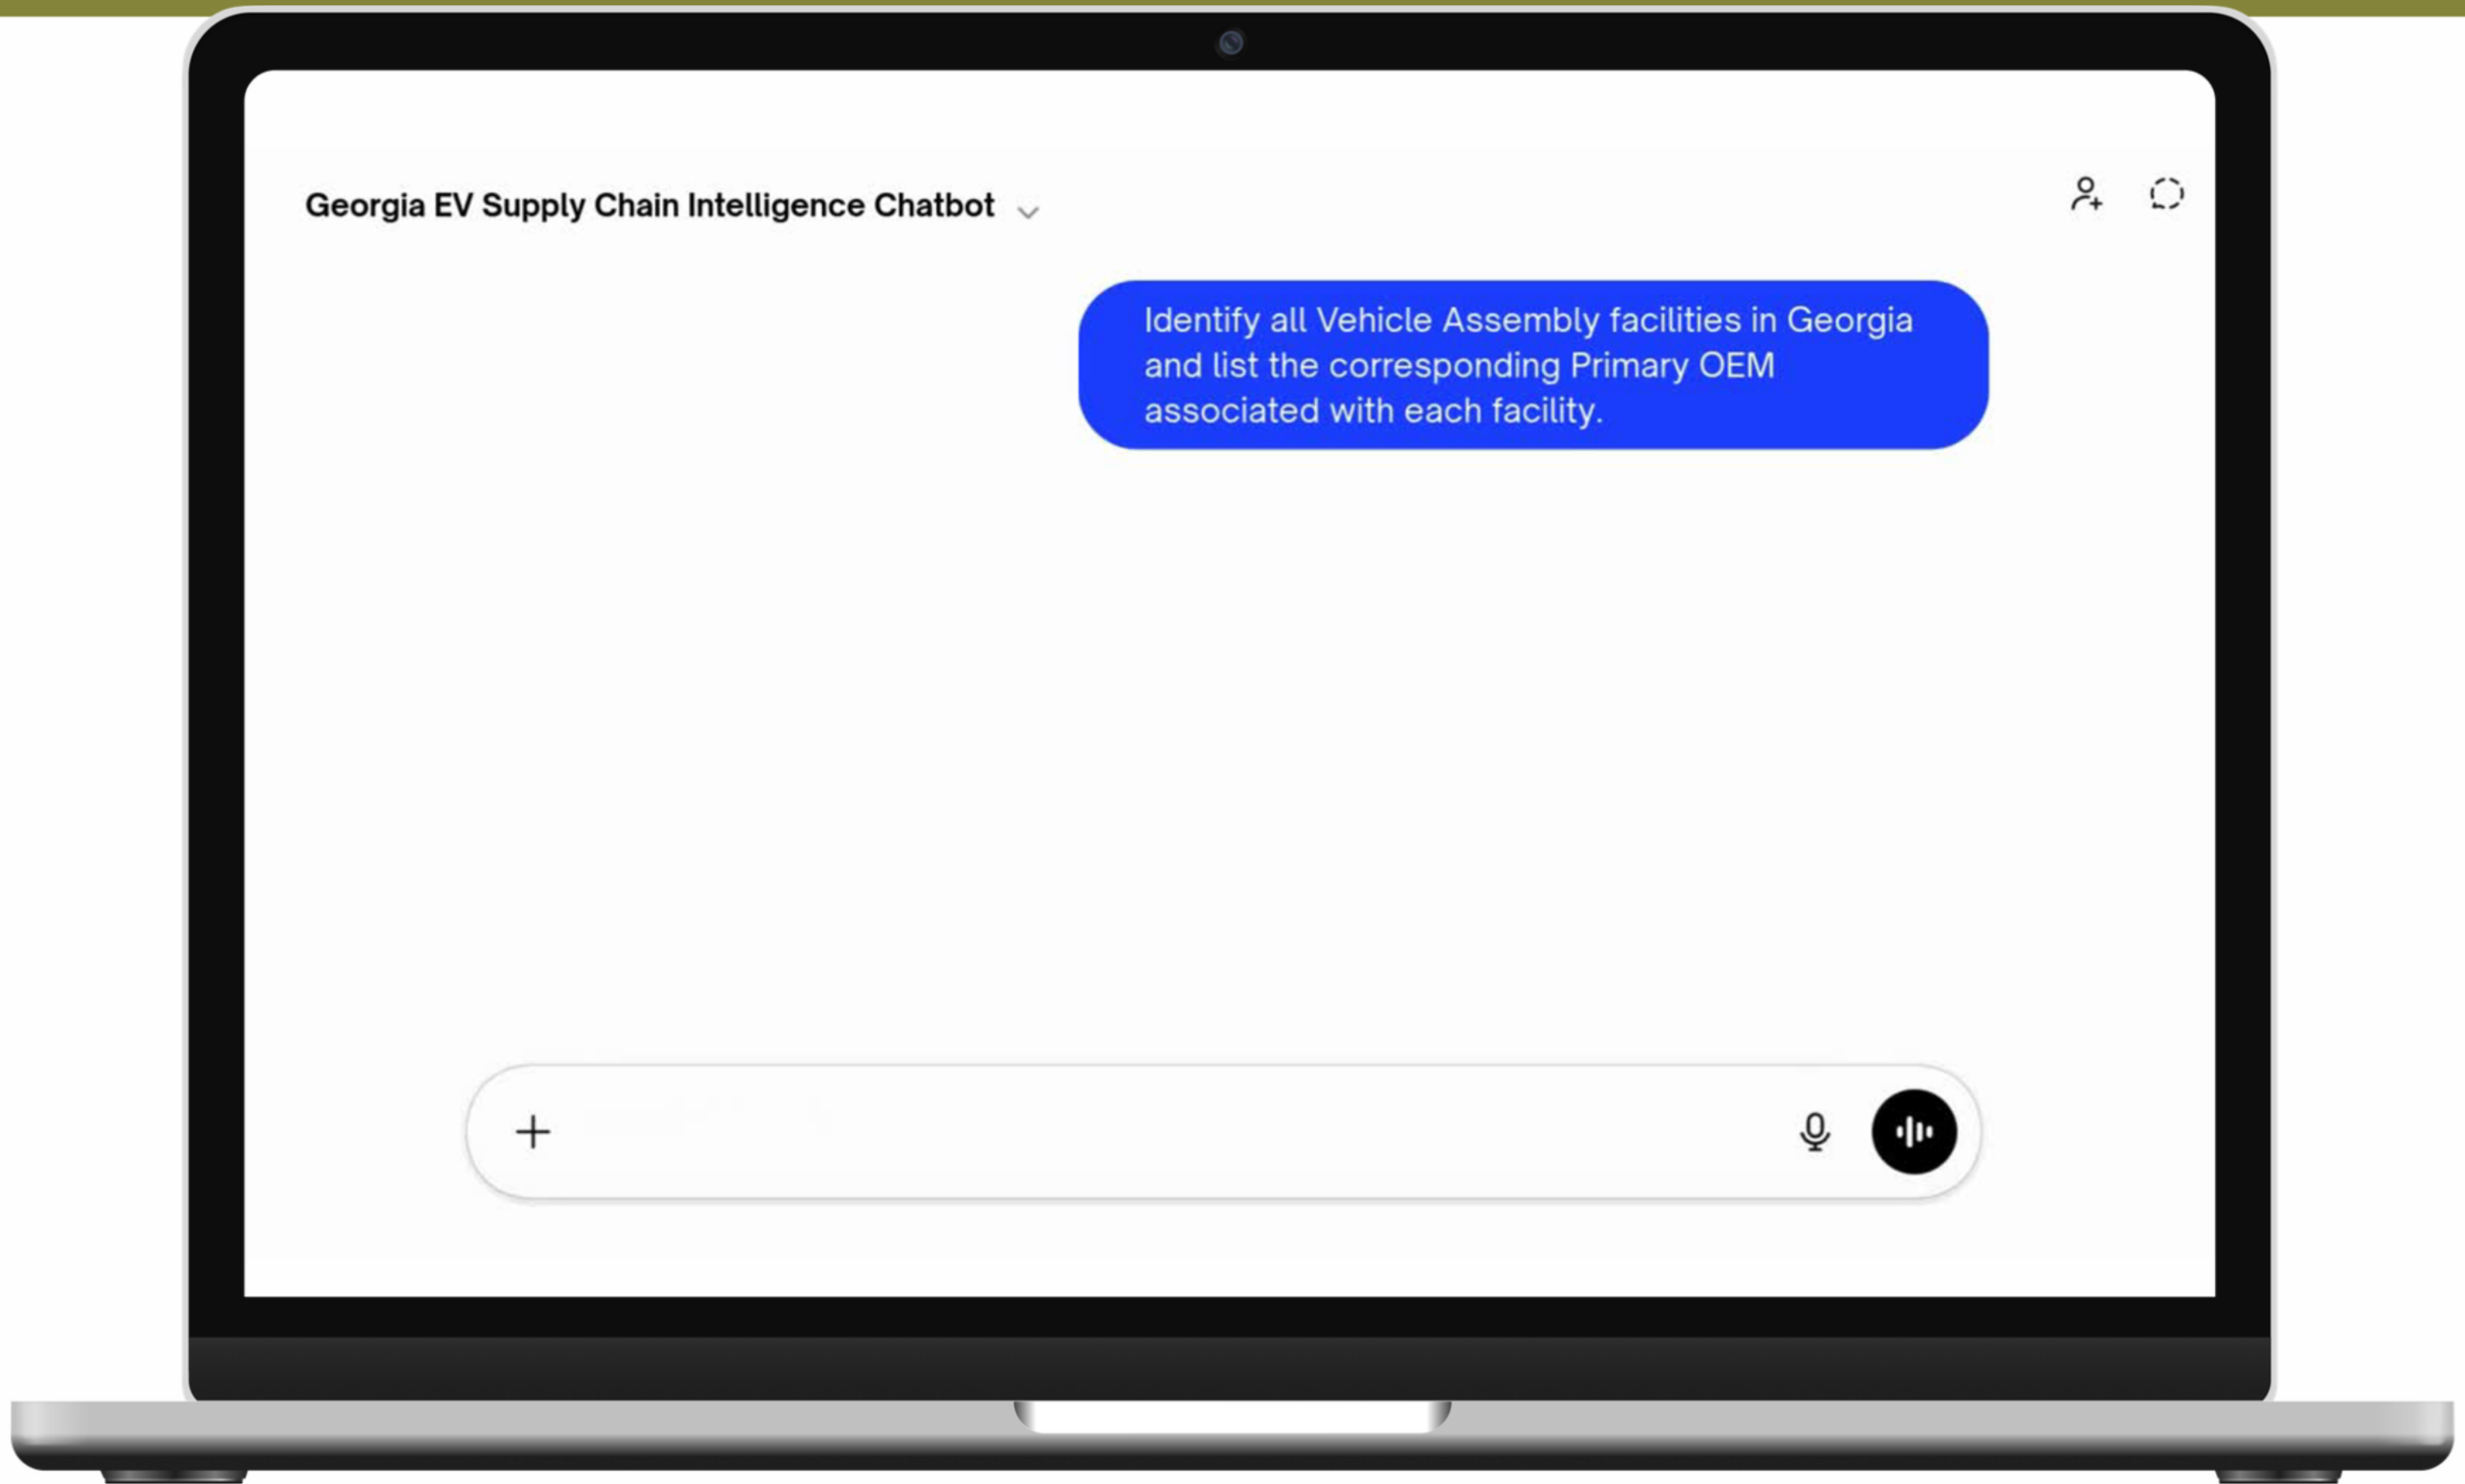 Georgia EV Supply Chain Intelligence Chatbot
Identify all Vehicle Assembly facilities in Georgia
and list the corresponding Primary OEM
associated with each facility.